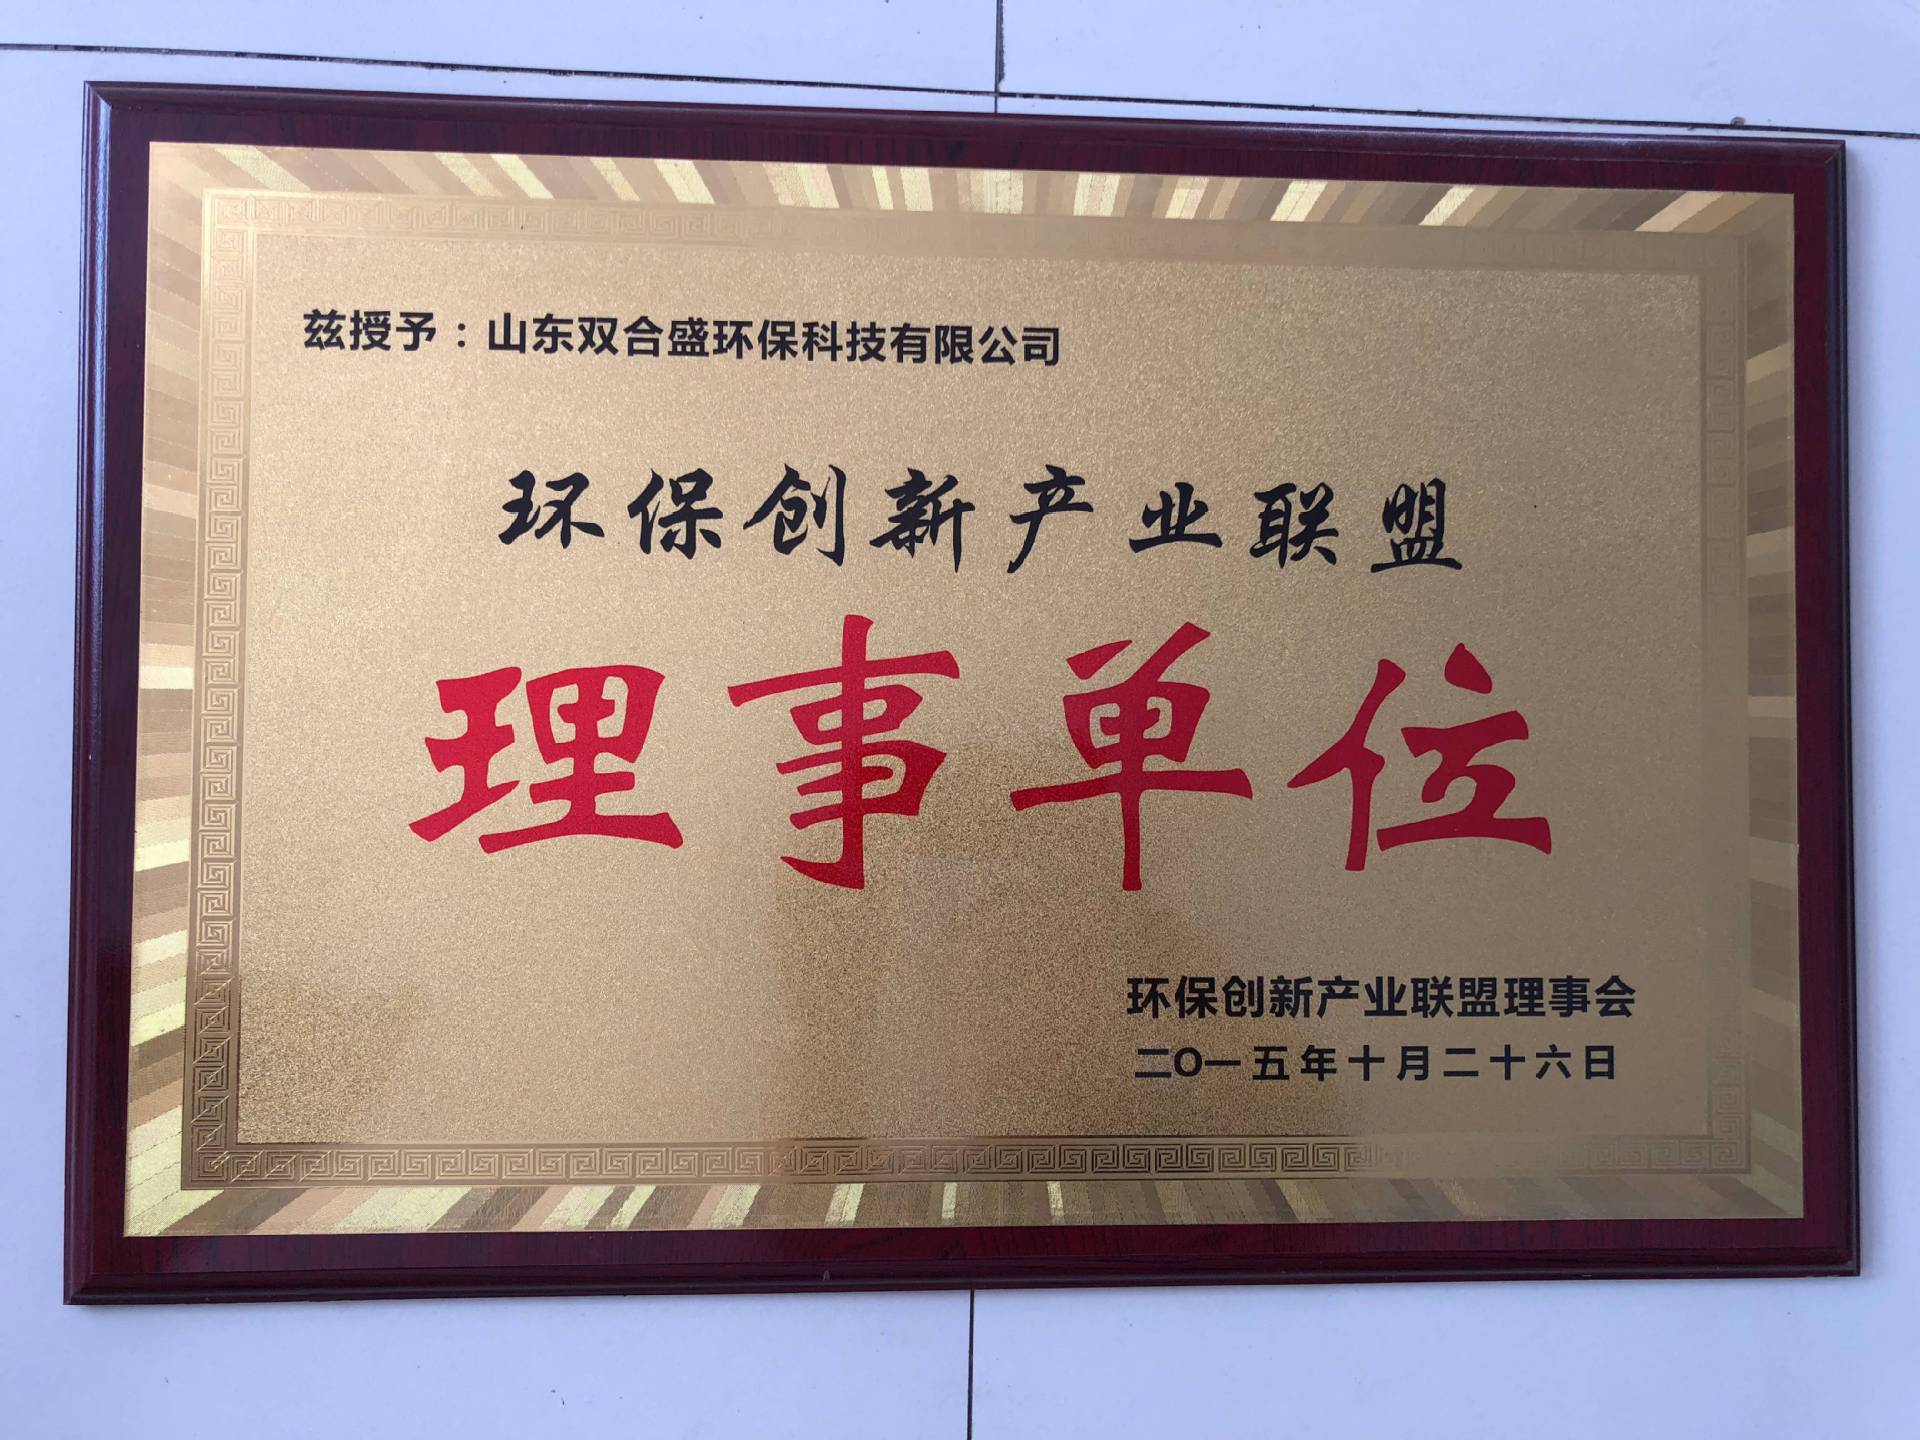 兹授予：山东双合盛环保科技有限公司
环保创新产业联盟
理事单位
环保创新产业联盟理事会
二〇一五年十月二十六日